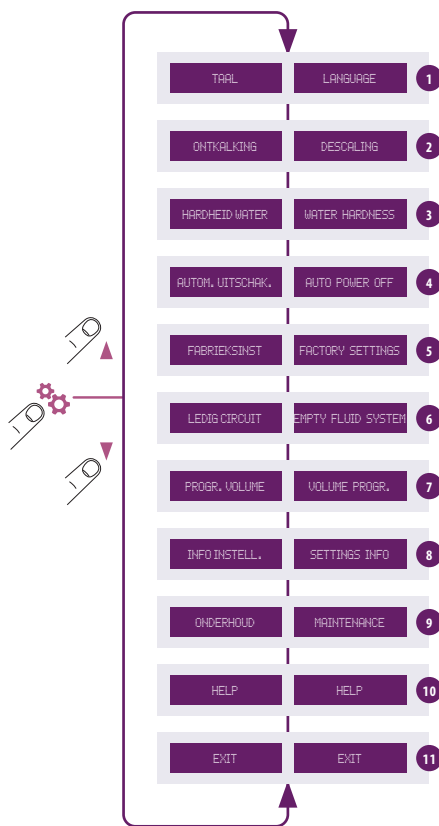 TAAL LANGUAGE 1
ONTKALKING DESCALING 2
HARDHEID WATER WATER HARDNESS 3
AUTOM. UITSCHAK. AUTO POWER OFF 4
FABRIEKSINST FACTORY SETTINGS 5
LEDIG CIRCUIT EMPTY FLUID SYSTEM 6
PROGR. VOLUME VOLUME PROGR. 7
INFO INSTELL. SETTINGS INFO 8
ONDERHOUD MAINTENANCE 9
HELP HELP 10
EXIT EXIT 11